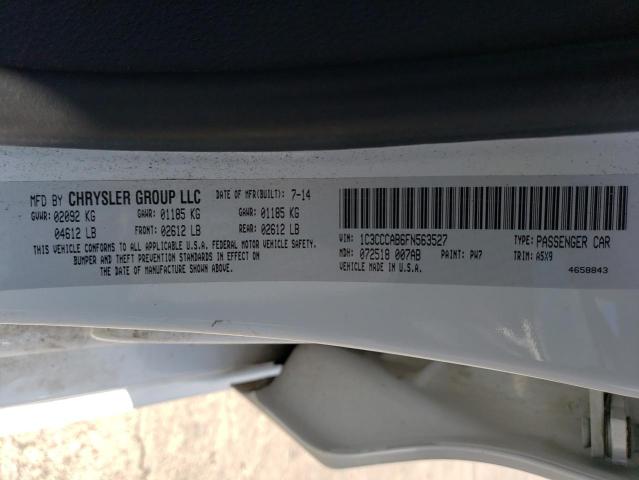 MFD BY CHRYSLER GROUP LLC DATE OF MFR(BUILT): 7-14
GVWR: 02092 KG GAWR: 01185 KG GAWR: 01185 KG
04612 LB FRONT: 02612 LB REAR: 02612 LB
THIS VEHICLE CONFORMS TO ALL APPLICABLE U.S.A. FEDERAL MOTOR VEHICLE SAFETY,
BUMPER AND THEFT PREVENTION STANDARDS IN EFFECT ON
THE DATE OF MANUFACTURE SHOWN ABOVE.
VIN: 1C3CCCAB6FN563527 TYPE: PASSENGER CAR
MDH: 072518 007AB PAINT: PW7 TRIM: A5X9
VEHICLE MADE IN U.S.A. 4658843